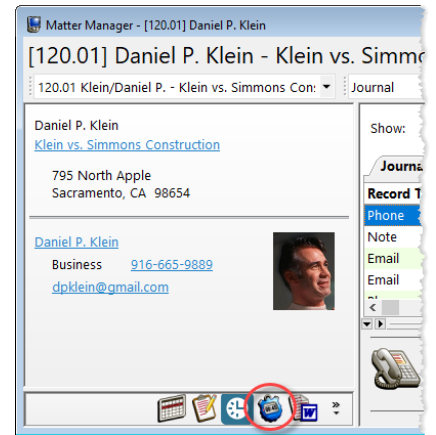 Matter Manager - [120.01] Daniel P. Klein
[120.01] Daniel P. Klein - Klein vs. Simmo
120.01 Klein/Daniel P. - Klein vs. Simmons Con:
Journal
Daniel P. Klein
Klein vs. Simmons Construction
795 North Apple
Sacramento, CA 98654
Daniel P. Klein
Business 916-665-9889
dpklein@gmail.com
Show:
Journa
Record T
Phone
Note
Email
Email
W